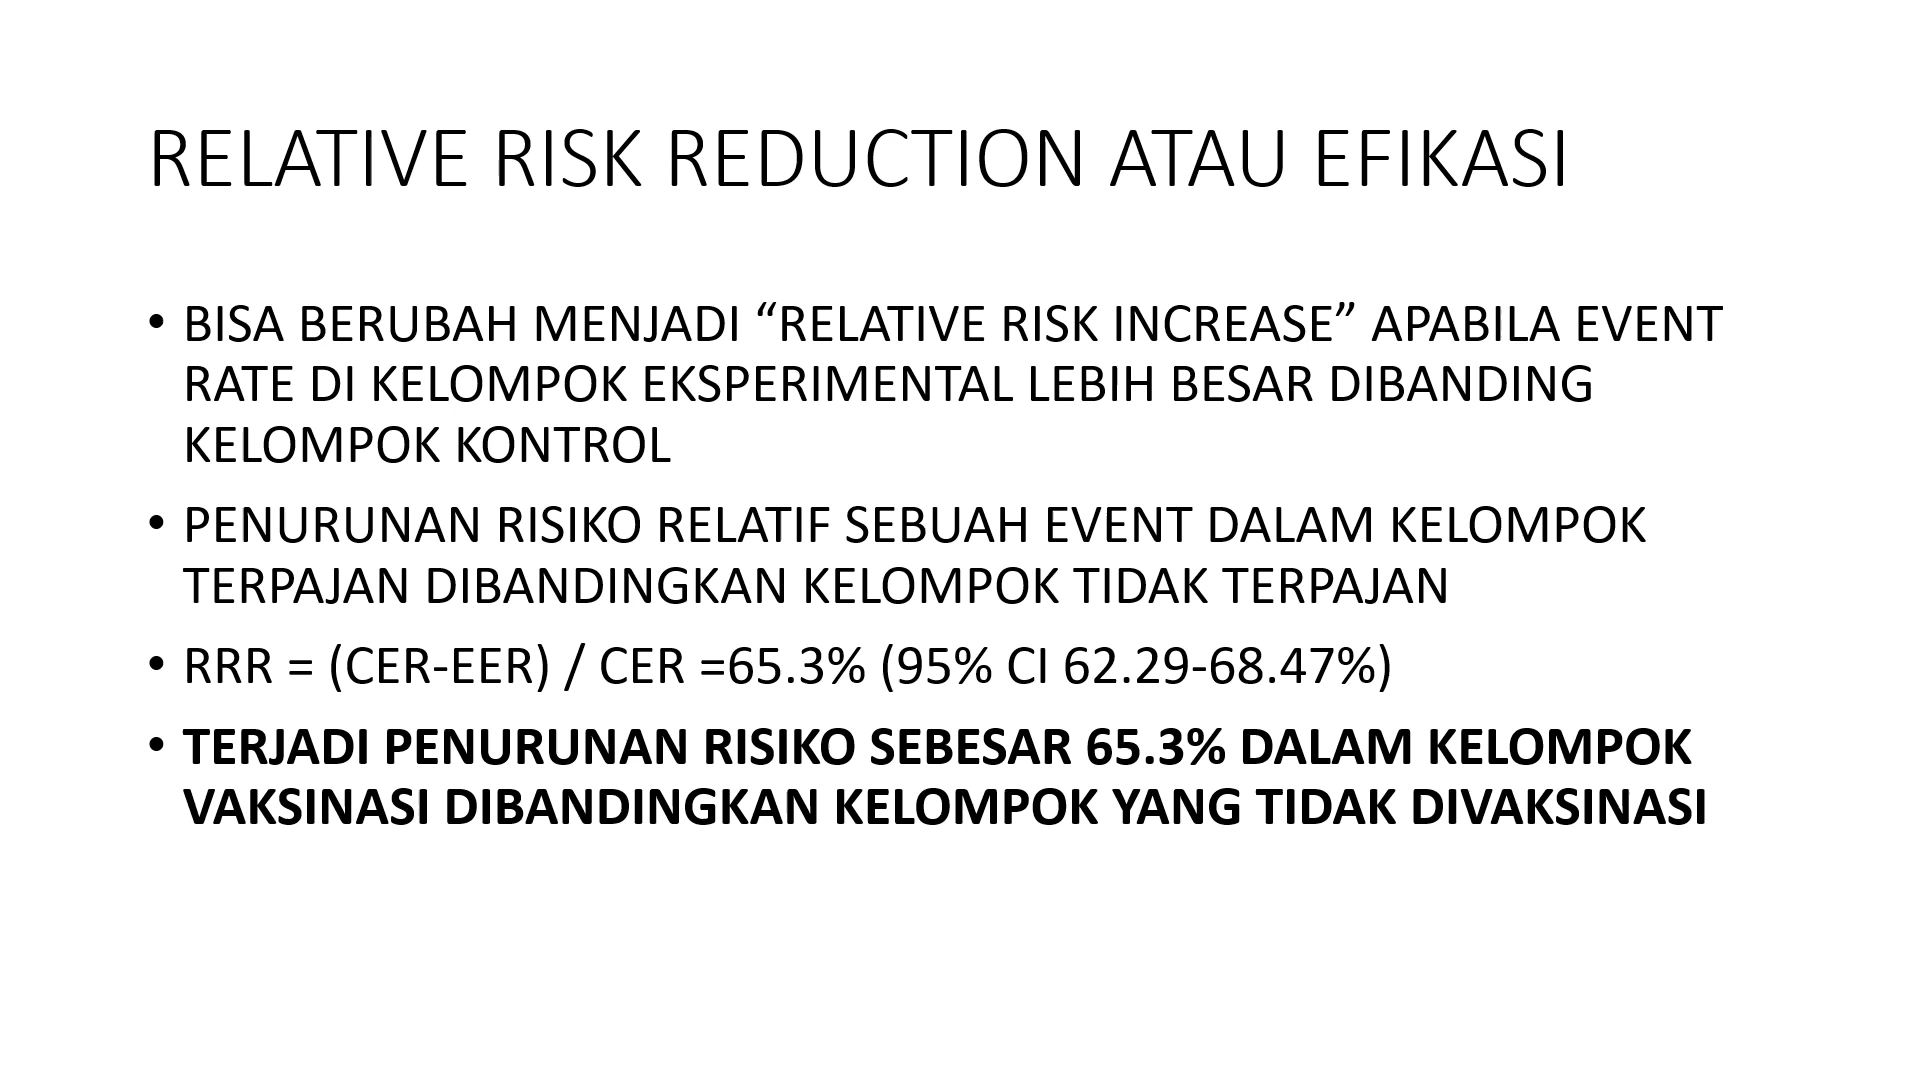 RELATIVE RISK REDUCTION ATAU EFIKASI
• BISA BERUBAH MENJADI “RELATIVE RISK INCREASE” APABILA EVENT
RATE DI KELOMPOK EKSPERIMENTAL LEBIH BESAR DIBANDING
KELOMPOK KONTROL
• PENURUNAN RISIKO RELATIF SEBUAH EVENT DALAM KELOMPOK
TERPAJAN DIBANDINGKAN KELOMPOK TIDAK TERPAJAN
• RRR = (CER-EER) / CER =65.3% (95% CI 62.29-68.47%)
• TERJADI PENURUNAN RISIKO SEBESAR 65.3% DALAM KELOMPOK
VAKSINASI DIBANDINGKAN KELOMPOK YANG TIDAK DIVAKSINASI